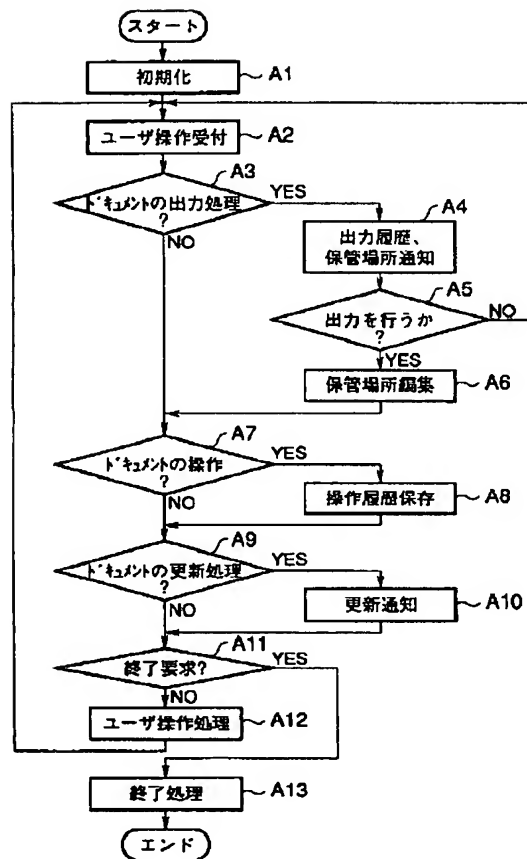 スタート
初期化
A1
ユーザ操作受付
A2
A3
ドキュメントの出力処理
?
YES
NO
A4
出力履歴、
保管場所通知
A5
出力を行うか
?
NO
YES
保管場所編集
A6
A7
ドキュメントの操作
?
YES
NO
操作履歴保存
A8
A9
ドキュメントの更新処理
?
YES
NO
更新通知
A10
A11
終了要求?
YES
NO
ユーザ操作処理
A12
終了処理
A13
エンド